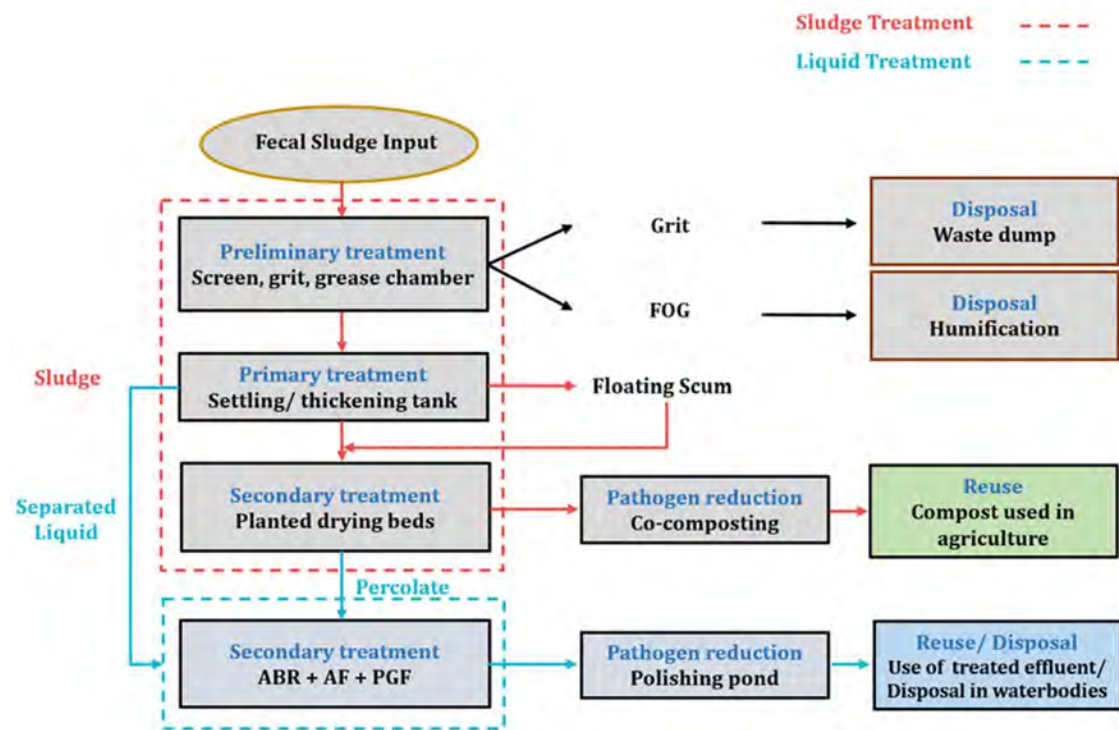 Sludge Treatment
Liquid Treatment
Fecal Sludge Input
Preliminary treatment
Screen, grit, grease chamber
Grit
Disposal
Waste dump
FOG
Disposal
Humification
Sludge
Primary treatment
Settling/ thickening tank
Floating Scum
Separated
Liquid
Secondary treatment
Planted drying beds
Pathogen reduction
Co-composting
Reuse
Compost used in
agriculture
Percolate
Secondary treatment
ABR + AF + PGF
Pathogen reduction
Polishing pond
Reuse/ Disposal
Use of treated effluent/
Disposal in waterbodies